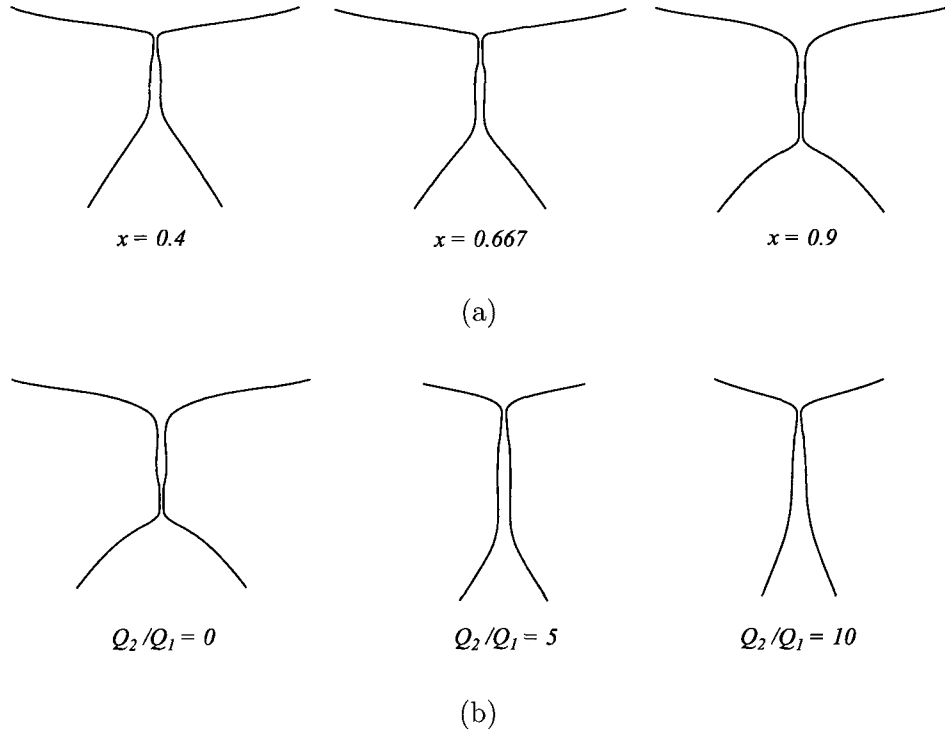 x = 0.4 x = 0.667 x = 0.9
(a)
Q₂/Q₁ = 0 Q₂/Q₁ = 5 Q₂/Q₁ = 10
(b)